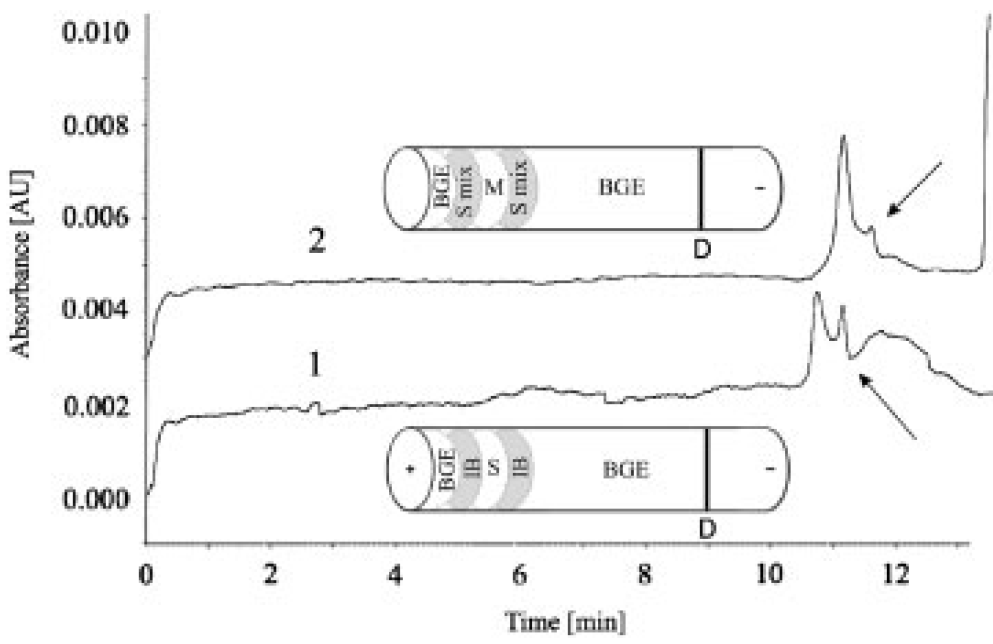 0.010
0.008
0.006
0.004
0.002
0.000
Absorbance [AU]
BGE S mix M S mix BGE -
D
2
1
+ BGE IB S IB BGE -
D
0 2 4 6 8 10 12
Time [min]